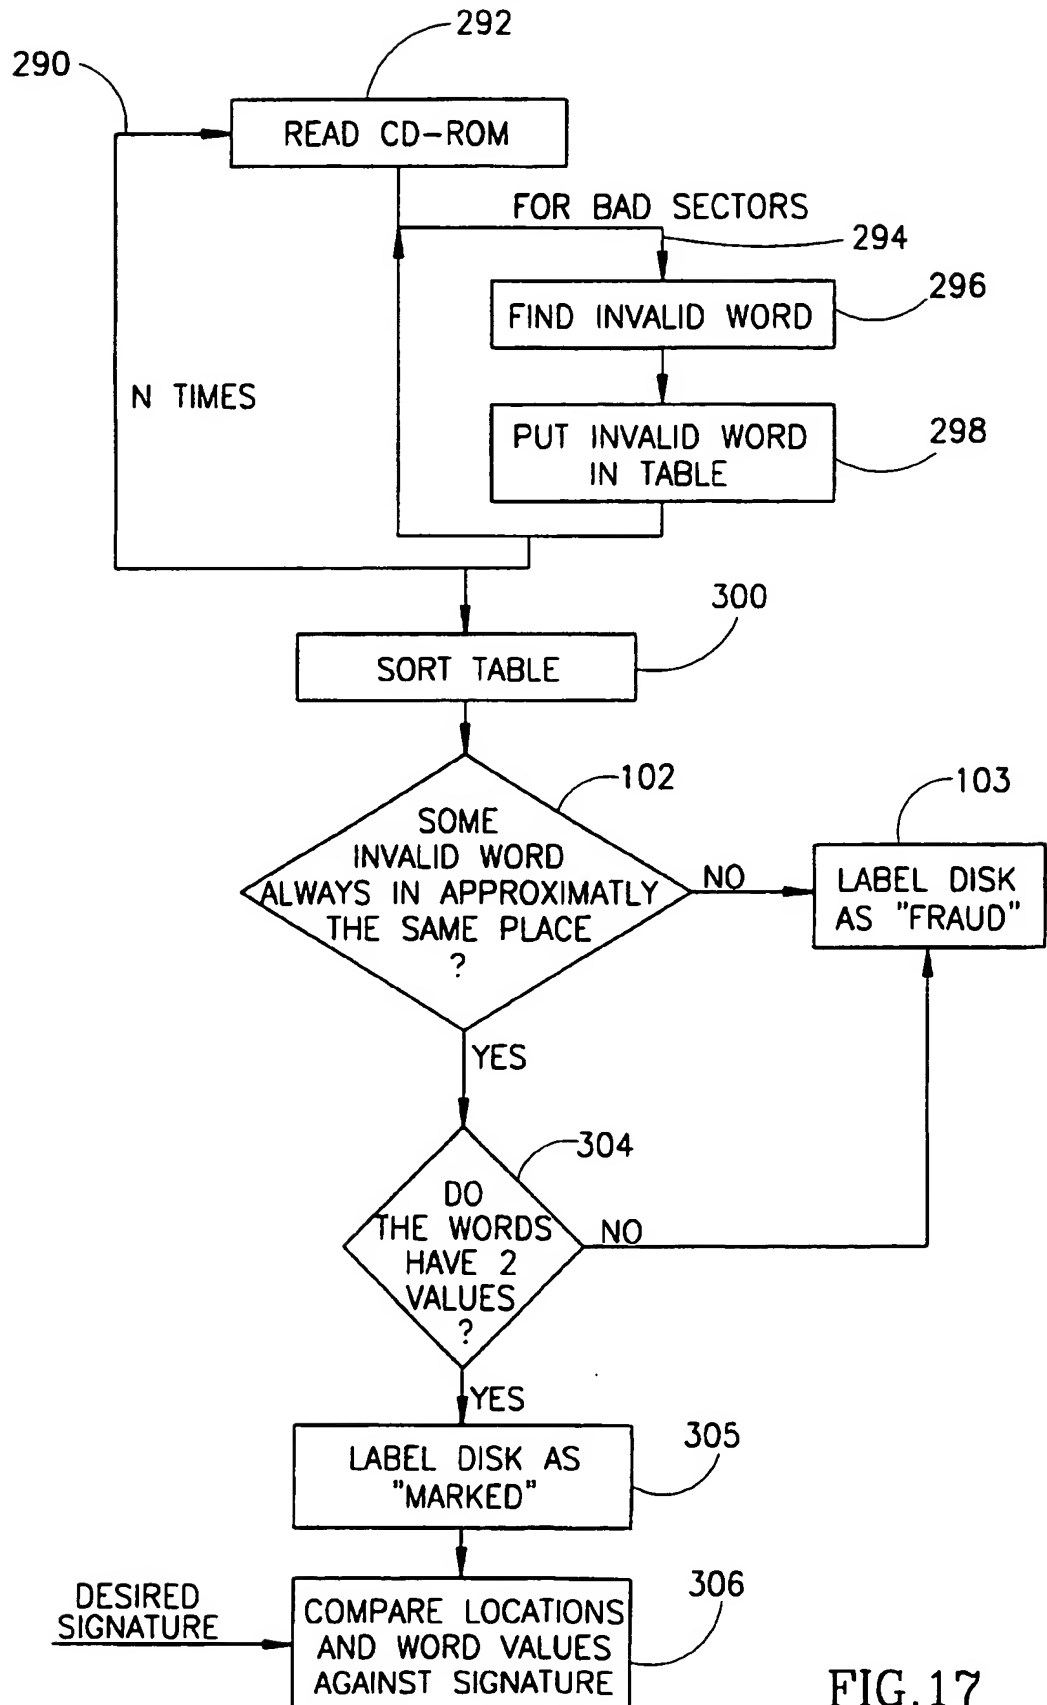 292
290
READ CD-ROM
FOR BAD SECTORS
294
296
FIND INVALID WORD
N TIMES
298
PUT INVALID WORD
IN TABLE
300
SORT TABLE
102
SOME
INVALID WORD
ALWAYS IN APPROXIMATLY
THE SAME PLACE
?
NO
103
LABEL DISK
AS "FRAUD"
YES
304
DO
THE WORDS
HAVE 2
VALUES
?
NO
YES
305
LABEL DISK AS
"MARKED"
306
DESIRED
SIGNATURE
COMPARE LOCATIONS
AND WORD VALUES
AGAINST SIGNATURE
FIG.17